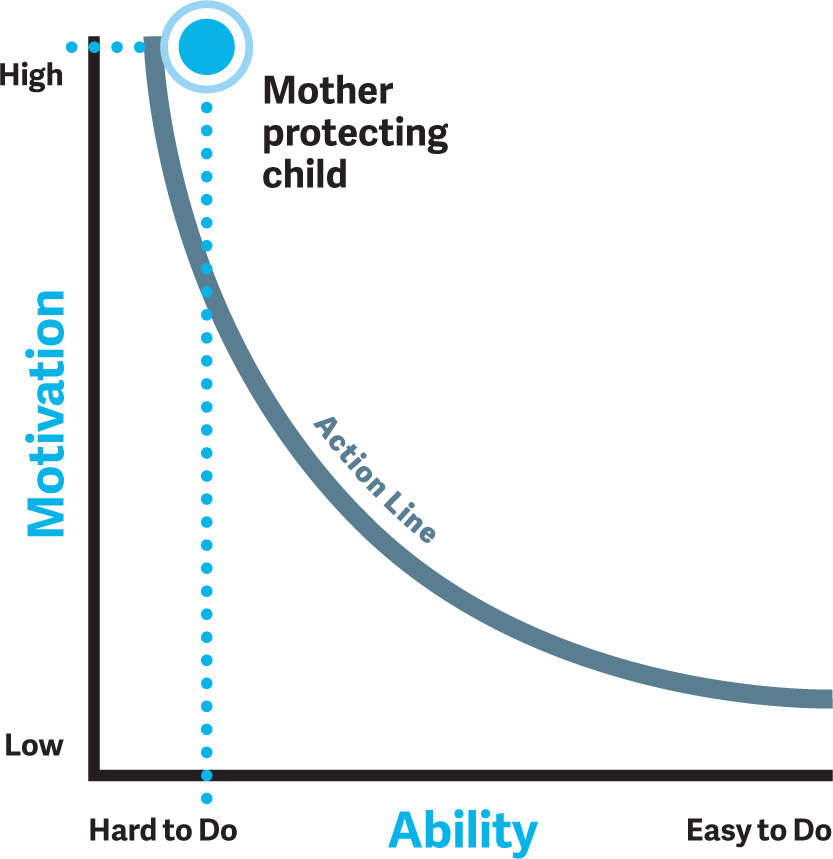 High
Mother
protecting
child
Motivation
Action Line
Low
Hard to Do
Ability
Easy to Do